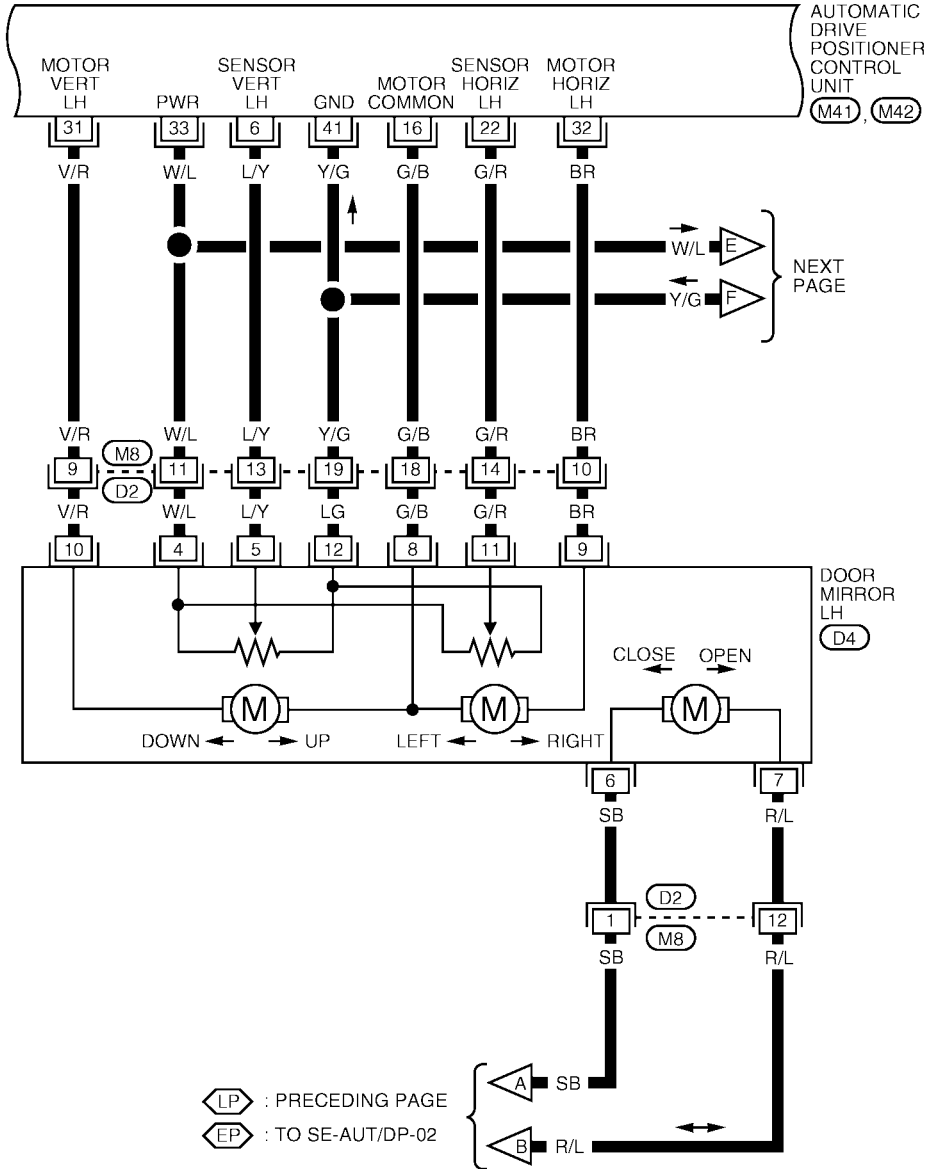 AUTOMATIC
DRIVE
POSITIONER
CONTROL
UNIT
M41 , M42
MOTOR
VERT
LH
PWR
SENSOR
VERT
LH
GND
MOTOR
COMMON
SENSOR
HORIZ
LH
MOTOR
HORIZ
LH
31 33 6 41 16 22 32
V/R W/L L/Y Y/G G/B G/R BR
W/L E
Y/G F
NEXT
PAGE
V/R W/L L/Y Y/G G/B G/R BR
M8
9 11 13 19 18 14 10
D2
V/R W/L L/Y LG G/B G/R BR
10 4 5 12 8 11 9
DOOR
MIRROR
LH
D4
CLOSE OPEN
M M M
DOWN UP LEFT RIGHT
6 7
SB R/L
D2
1 12
M8
SB R/L
A SB
B R/L
LP : PRECEDING PAGE
EP : TO SE-AUT/DP-02